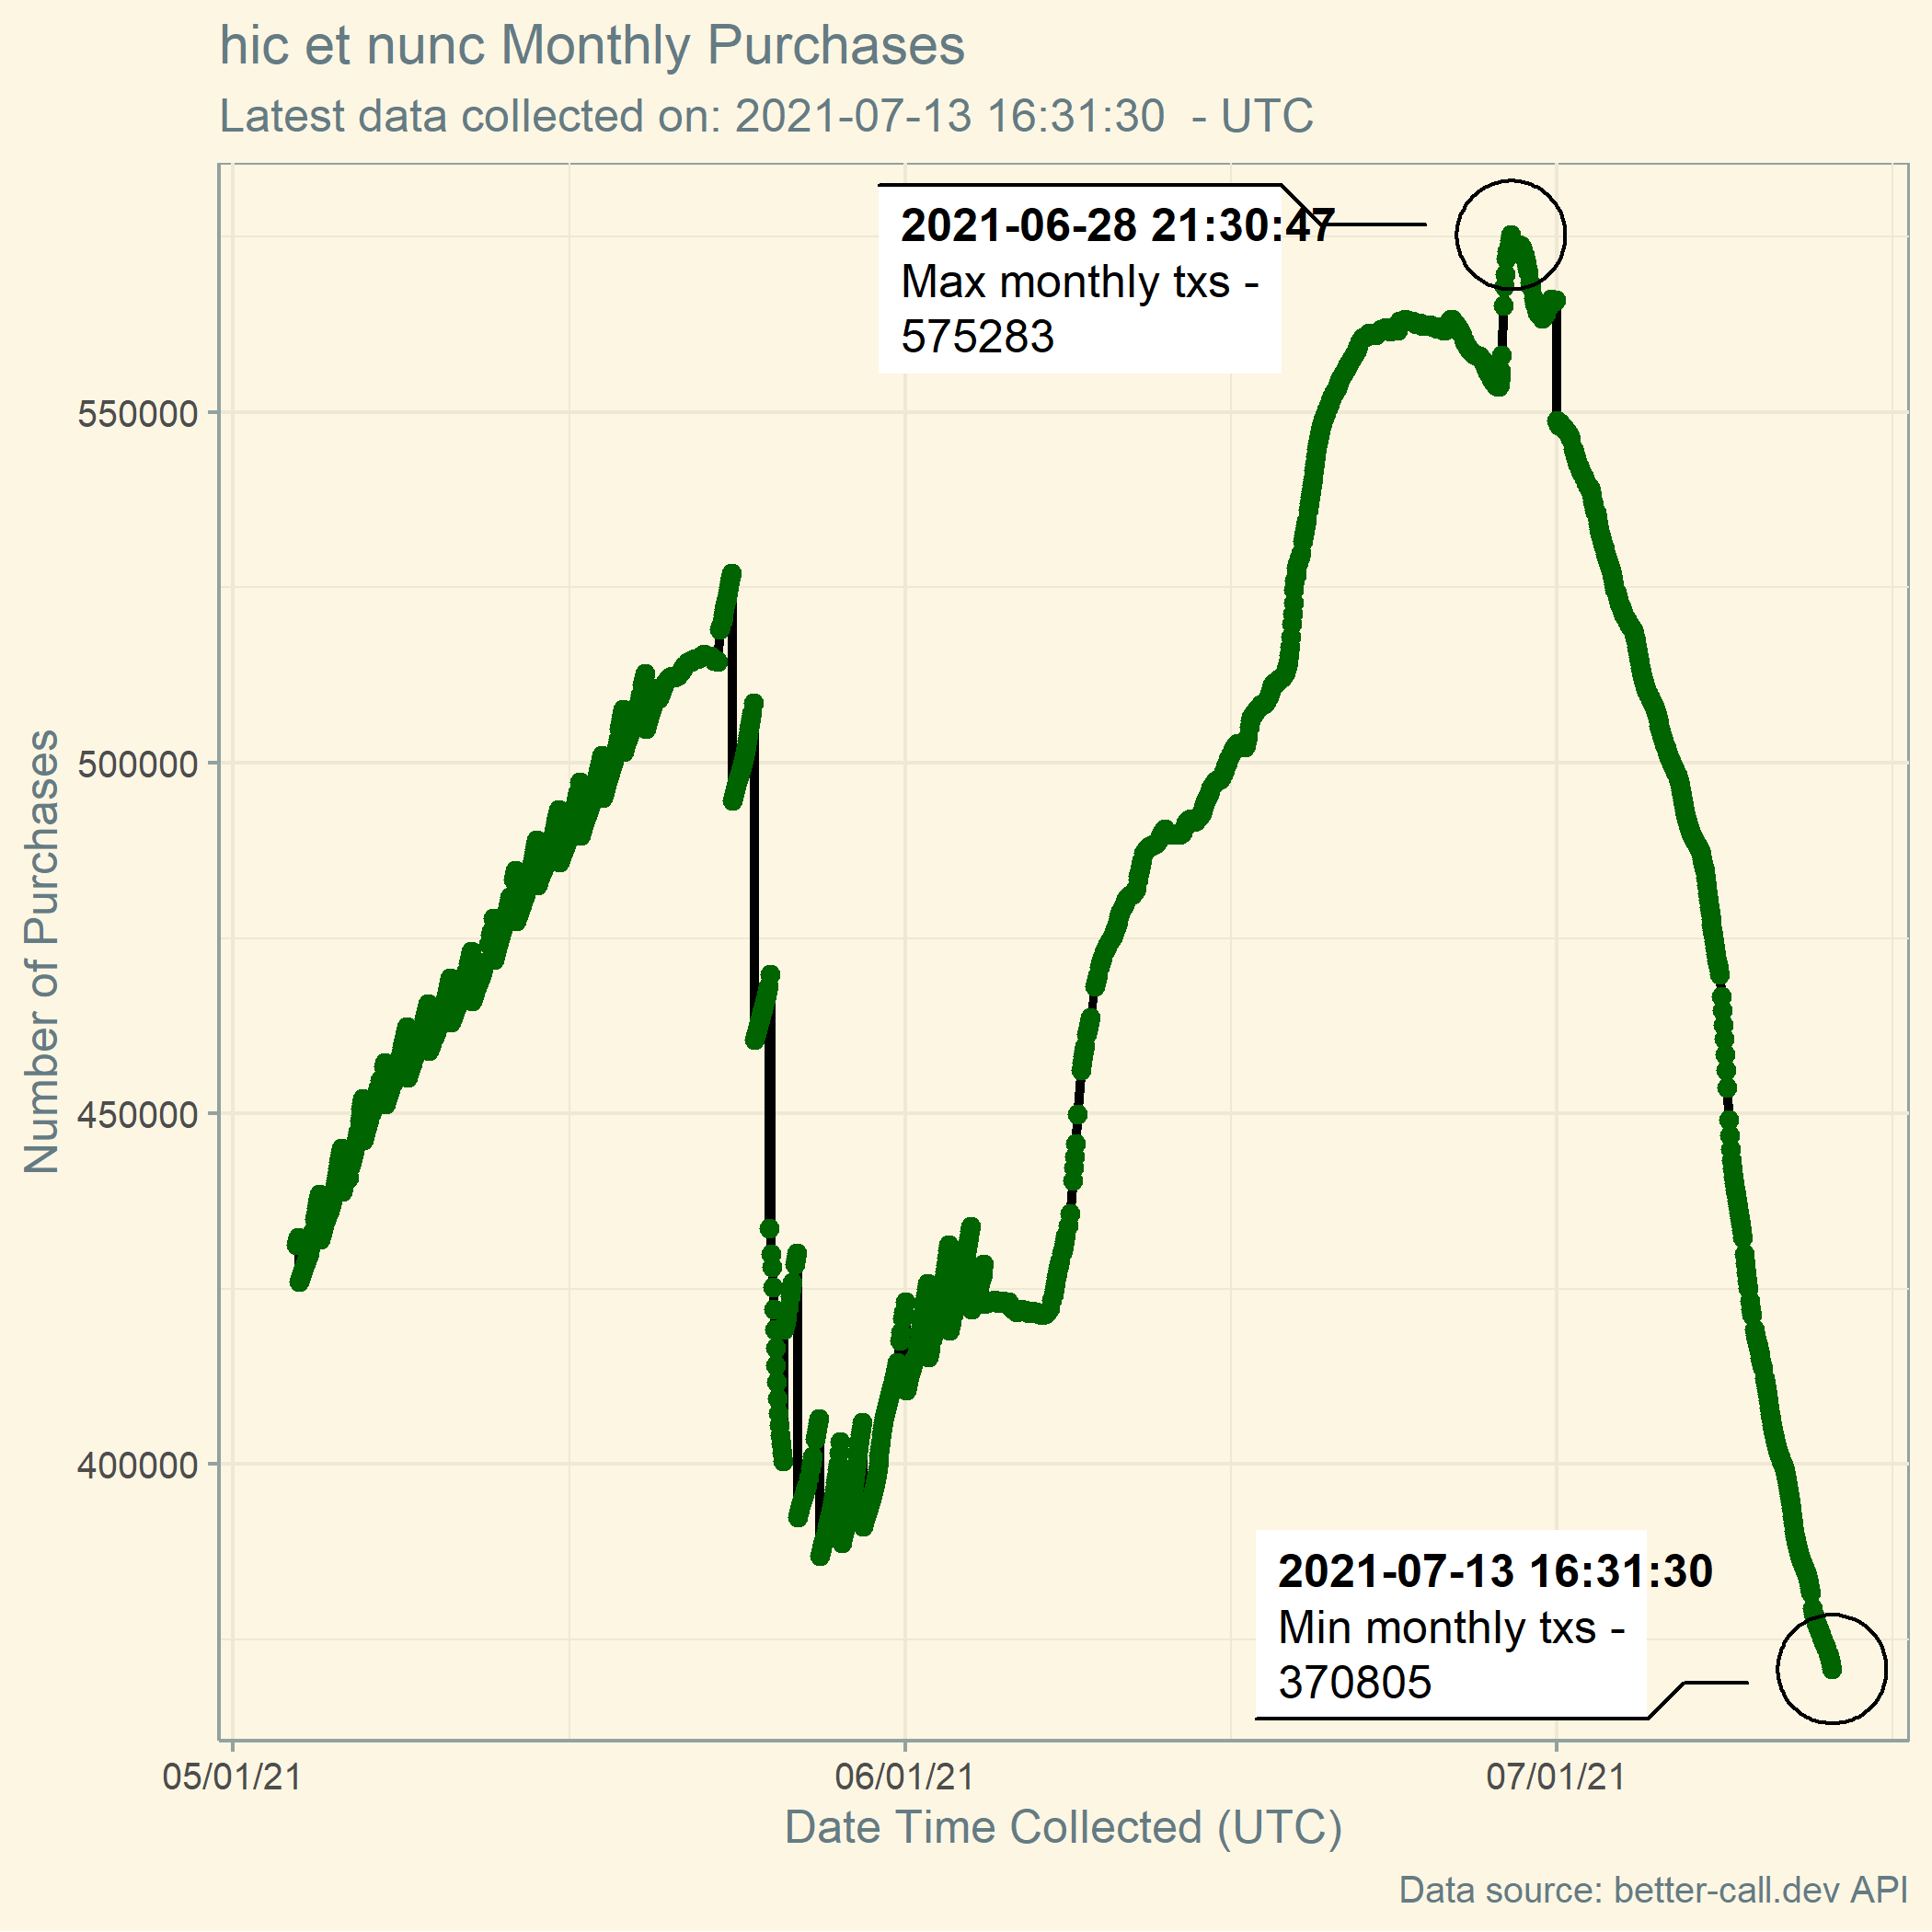 hic et nunc Monthly Purchases
Latest data collected on: 2021-07-13 16:31:30  - UTC
2021-06-28 21:30:47
Max monthly txs -
575283
550000
500000
450000
400000
Number of Purchases
2021-07-13 16:31:30
Min monthly txs -
370805
05/01/21
06/01/21
07/01/21
Date Time Collected (UTC)
Data source: better-call.dev API